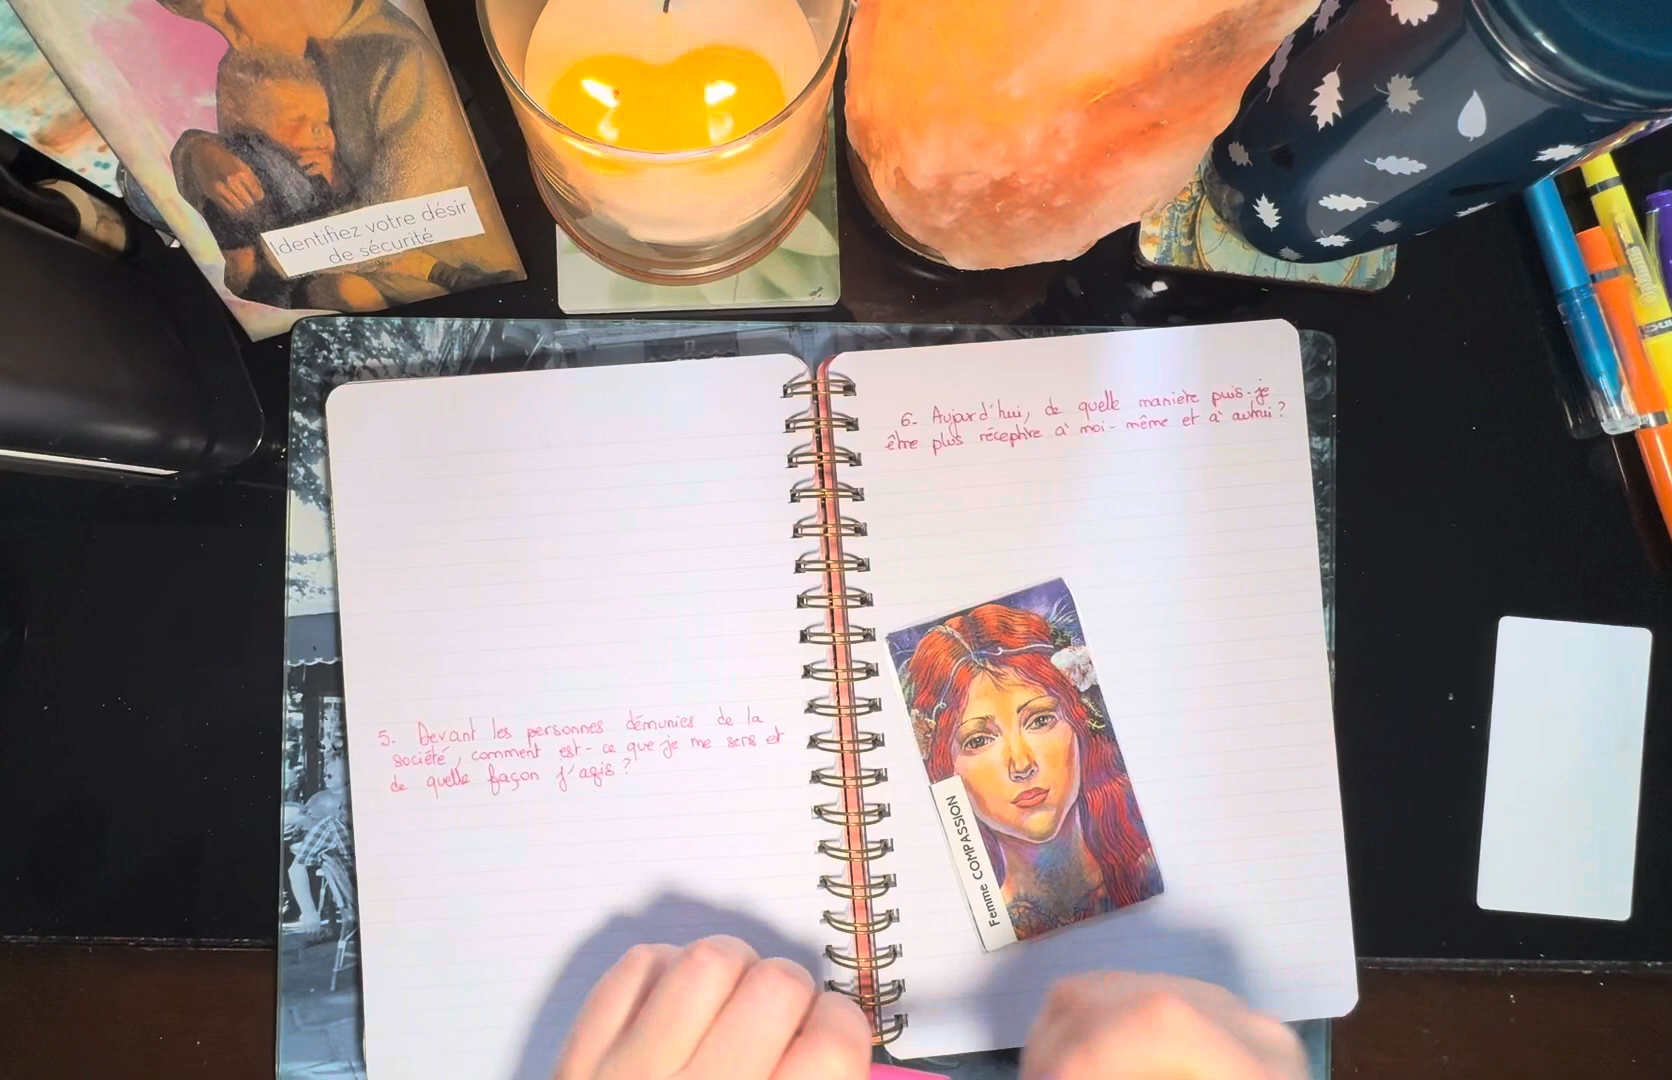 Identifiez votre désir
de sécurité
5. Devant les personnes démunies de la
société, comment est-ce que je me sens et
de quelle façon j'agis ?
6- Aujourd'hui, de quelle manière puis-je
être plus réceptive à moi-même et à autrui ?
Femme COMPASSION